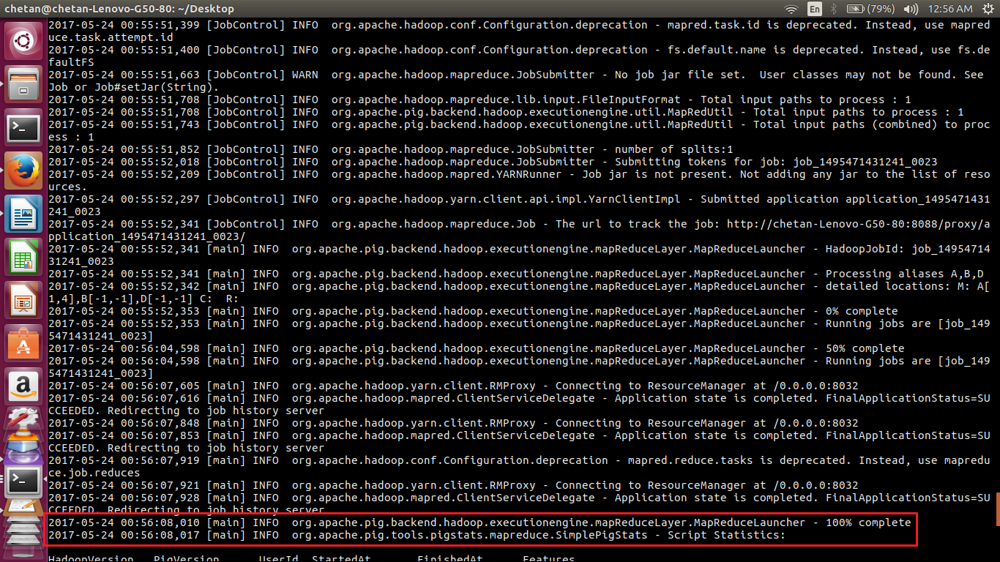 chetan@chetan-Lenovo-G50-80: ~/Desktop
En
(79%)
12:56 AM
2017-05-24 00:55:51,399 [JobControl] INFO  org.apache.hadoop.conf.Configuration.deprecation - mapred.task.id is deprecated. Instead, use mapred
uce.task.attempt.id
2017-05-24 00:55:51,400 [JobControl] INFO  org.apache.hadoop.conf.Configuration.deprecation - fs.default.name is deprecated. Instead, use fs.de
faultFS
2017-05-24 00:55:51,663 [JobControl] WARN  org.apache.hadoop.mapreduce.JobSubmitter - No job jar file set.  User classes may not be found. See
Job or Job#setJar(String).
2017-05-24 00:55:51,708 [JobControl] INFO  org.apache.hadoop.mapreduce.lib.input.FileInputFormat - Total input paths to process : 1
2017-05-24 00:55:51,708 [JobControl] INFO  org.apache.pig.backend.hadoop.executionengine.util.MapRedUtil - Total input paths to process : 1
2017-05-24 00:55:51,743 [JobControl] INFO  org.apache.pig.backend.hadoop.executionengine.util.MapRedUtil - Total input paths (combined) to proc
ess : 1
2017-05-24 00:55:51,852 [JobControl] INFO  org.apache.hadoop.mapreduce.JobSubmitter - number of splits:1
2017-05-24 00:55:52,018 [JobControl] INFO  org.apache.hadoop.mapreduce.JobSubmitter - Submitting tokens for job: job_1495471431241_0023
2017-05-24 00:55:52,209 [JobControl] INFO  org.apache.hadoop.mapred.YARNRunner - Job jar is not present. Not adding any jar to the list of reso
urces.
2017-05-24 00:55:52,297 [JobControl] INFO  org.apache.hadoop.yarn.client.api.impl.YarnClientImpl - Submitted application application_1495471431
241_0023
2017-05-24 00:55:52,341 [JobControl] INFO  org.apache.hadoop.mapreduce.Job - The url to track the job: http://chetan-Lenovo-G50-80:8088/proxy/a
pplication_1495471431241_0023/
2017-05-24 00:55:52,341 [main] INFO  org.apache.pig.backend.hadoop.executionengine.mapReduceLayer.MapReduceLauncher - HadoopJobId: job_14954714
31241_0023
2017-05-24 00:55:52,341 [main] INFO  org.apache.pig.backend.hadoop.executionengine.mapReduceLayer.MapReduceLauncher - Processing aliases A,B,D
2017-05-24 00:55:52,342 [main] INFO  org.apache.pig.backend.hadoop.executionengine.mapReduceLayer.MapReduceLauncher - detailed locations: M: A[
1,4],B[-1,-1],D[-1,-1] C:  R:
2017-05-24 00:55:52,353 [main] INFO  org.apache.pig.backend.hadoop.executionengine.mapReduceLayer.MapReduceLauncher - 0% complete
2017-05-24 00:55:52,353 [main] INFO  org.apache.pig.backend.hadoop.executionengine.mapReduceLayer.MapReduceLauncher - Running jobs are [job_149
5471431241_0023]
2017-05-24 00:56:04,598 [main] INFO  org.apache.pig.backend.hadoop.executionengine.mapReduceLayer.MapReduceLauncher - 50% complete
2017-05-24 00:56:04,598 [main] INFO  org.apache.pig.backend.hadoop.executionengine.mapReduceLayer.MapReduceLauncher - Running jobs are [job_149
5471431241_0023]
2017-05-24 00:56:07,605 [main] INFO  org.apache.hadoop.yarn.client.RMProxy - Connecting to ResourceManager at /0.0.0.0:8032
2017-05-24 00:56:07,616 [main] INFO  org.apache.hadoop.mapred.ClientServiceDelegate - Application state is completed. FinalApplicationStatus=SU
CCEEDED. Redirecting to job history server
2017-05-24 00:56:07,848 [main] INFO  org.apache.hadoop.yarn.client.RMProxy - Connecting to ResourceManager at /0.0.0.0:8032
2017-05-24 00:56:07,853 [main] INFO  org.apache.hadoop.mapred.ClientServiceDelegate - Application state is completed. FinalApplicationStatus=SU
CCEEDED. Redirecting to job history server
2017-05-24 00:56:07,919 [main] INFO  org.apache.hadoop.conf.Configuration.deprecation - mapred.reduce.tasks is deprecated. Instead, use mapredu
ce.job.reduces
2017-05-24 00:56:07,921 [main] INFO  org.apache.hadoop.yarn.client.RMProxy - Connecting to ResourceManager at /0.0.0.0:8032
2017-05-24 00:56:07,928 [main] INFO  org.apache.hadoop.mapred.ClientServiceDelegate - Application state is completed. FinalApplicationStatus=SU
CCEEDED. Redirecting to job history server
2017-05-24 00:56:08,010 [main] INFO  org.apache.pig.backend.hadoop.executionengine.mapReduceLayer.MapReduceLauncher - 100% complete
2017-05-24 00:56:08,017 [main] INFO  org.apache.pig.tools.pigstats.mapreduce.SimplePigStats - Script Statistics:
HadoopVersion   PigVersion      UserId  StartedAt       FinishedAt      Features